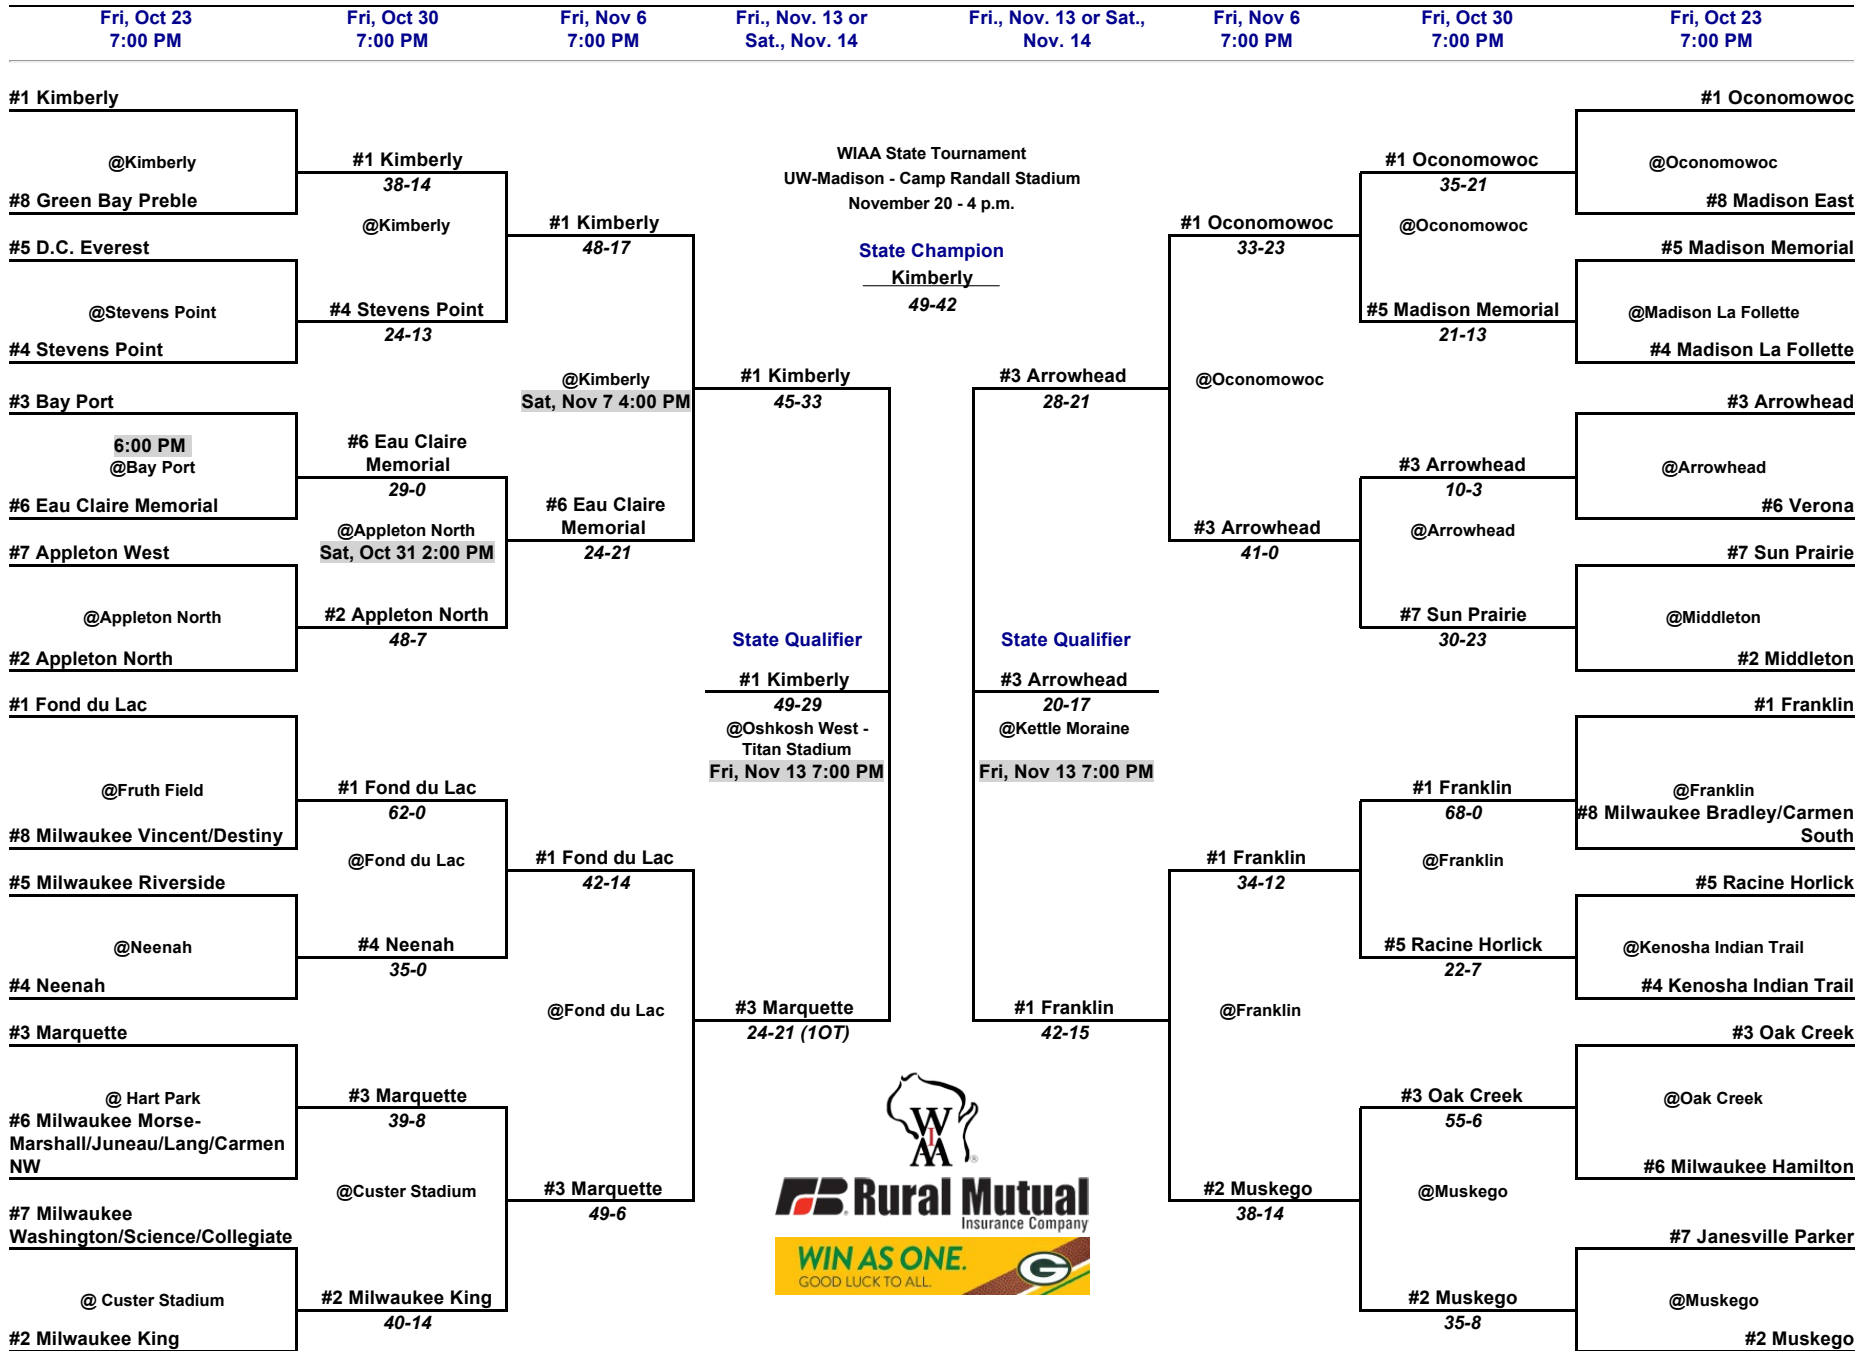 Fri, Oct 23
7:00 PM
Fri, Oct 30
7:00 PM
Fri, Nov 6
7:00 PM
Fri., Nov. 13 or
Sat., Nov. 14
Fri., Nov. 13 or Sat.,
Nov. 14
Fri, Nov 6
7:00 PM
Fri, Oct 30
7:00 PM
Fri, Oct 23
7:00 PM
#1 Kimberly
@Kimberly
#8 Green Bay Preble
#5 D.C. Everest
@Stevens Point
#4 Stevens Point
#3 Bay Port
6:00 PM
@Bay Port
#6 Eau Claire Memorial
#7 Appleton West
@Appleton North
#2 Appleton North
#1 Fond du Lac
@Fruth Field
#8 Milwaukee Vincent/Destiny
#5 Milwaukee Riverside
@Neenah
#4 Neenah
#3 Marquette
@ Hart Park
#6 Milwaukee Morse-
Marshall/Juneau/Lang/Carmen
NW
#7 Milwaukee
Washington/Science/Collegiate
@ Custer Stadium
#2 Milwaukee King
#1 Kimberly
38-14
@Kimberly
#4 Stevens Point
24-13
#6 Eau Claire
Memorial
29-0
@Appleton North
Sat, Oct 31 2:00 PM
#2 Appleton North
48-7
#1 Fond du Lac
62-0
@Fond du Lac
#4 Neenah
35-0
#3 Marquette
39-8
@Custer Stadium
#2 Milwaukee King
40-14
#1 Kimberly
48-17
@Kimberly
Sat, Nov 7 4:00 PM
#6 Eau Claire
Memorial
24-21
#1 Fond du Lac
42-14
@Fond du Lac
#3 Marquette
49-6
#1 Kimberly
45-33
State Qualifier
#1 Kimberly
49-29
@Oshkosh West -
Titan Stadium
Fri, Nov 13 7:00 PM
#3 Marquette
24-21 (1OT)
WIAA State Tournament
UW-Madison - Camp Randall Stadium
November 20 - 4 p.m.
State Champion
Kimberly
49-42
#3 Arrowhead
28-21
State Qualifier
#3 Arrowhead
20-17
@Kettle Moraine
Fri, Nov 13 7:00 PM
#1 Franklin
42-15
WIAA
®
FB Rural Mutual
Insurance Company
WIN AS ONE.
GOOD LUCK TO ALL.
G
#1 Oconomowoc
33-23
@Oconomowoc
#3 Arrowhead
41-0
#1 Franklin
34-12
@Franklin
#2 Muskego
38-14
#1 Oconomowoc
35-21
@Oconomowoc
#5 Madison Memorial
21-13
#3 Arrowhead
10-3
@Arrowhead
#7 Sun Prairie
30-23
#1 Franklin
68-0
@Franklin
#5 Racine Horlick
22-7
#3 Oak Creek
55-6
@Muskego
#2 Muskego
35-8
#1 Oconomowoc
@Oconomowoc
#8 Madison East
#5 Madison Memorial
@Madison La Follette
#4 Madison La Follette
#3 Arrowhead
@Arrowhead
#6 Verona
#7 Sun Prairie
@Middleton
#2 Middleton
#1 Franklin
@Franklin
#8 Milwaukee Bradley/Carmen
South
#5 Racine Horlick
@Kenosha Indian Trail
#4 Kenosha Indian Trail
#3 Oak Creek
@Oak Creek
#6 Milwaukee Hamilton
#7 Janesville Parker
@Muskego
#2 Muskego